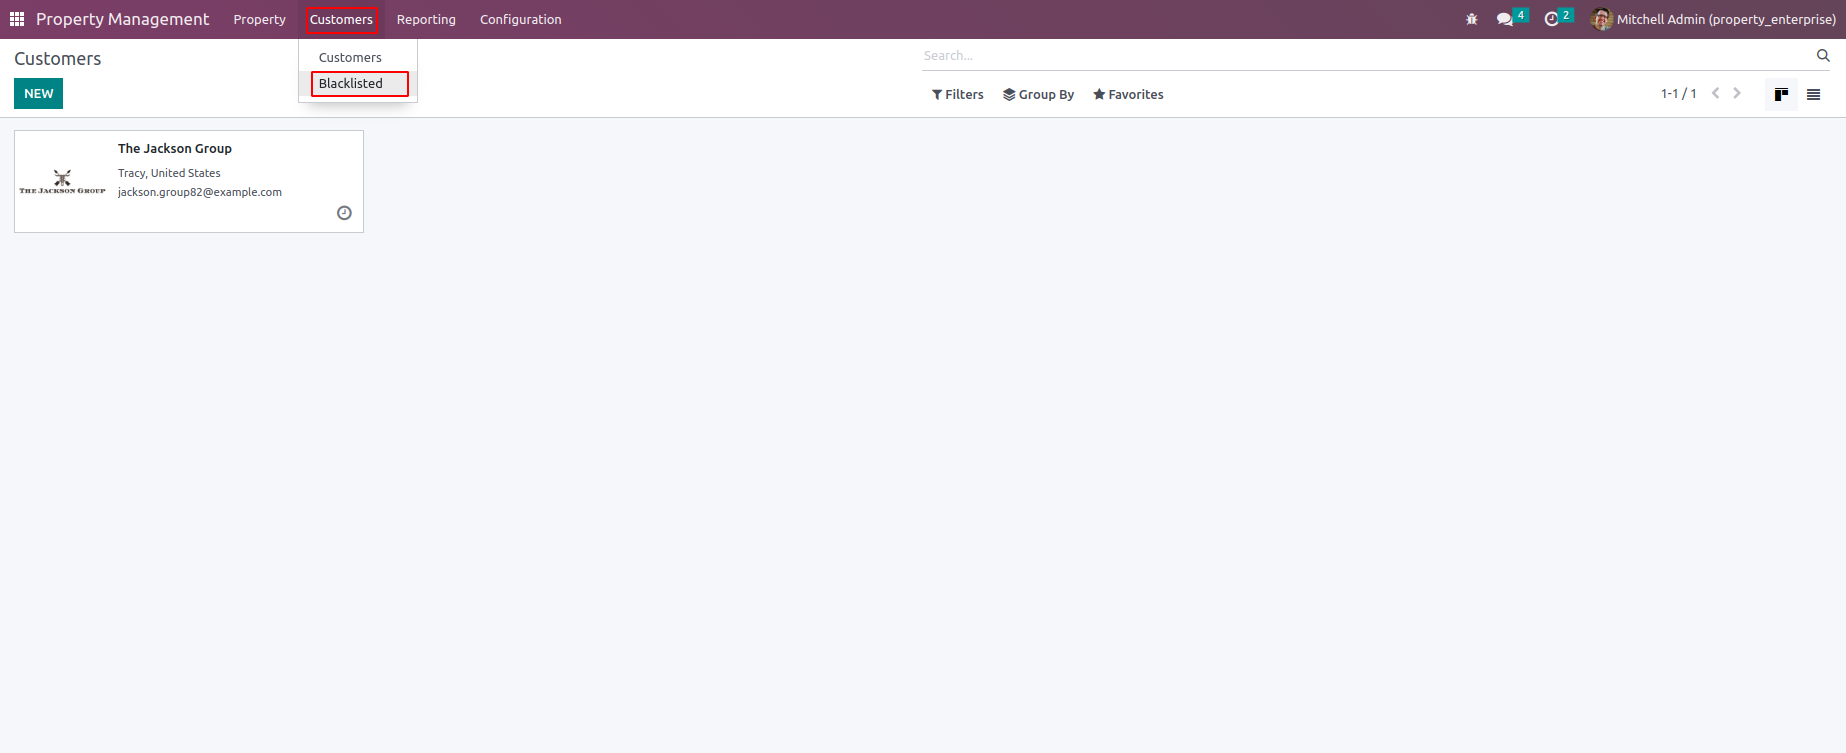 Property Management Property Customers Reporting Configuration 4 2 Mitchell Admin (property_enterprise)
Customers
Search...
Customers
Blacklisted
NEW
Filters Group By Favorites 1-1 / 1
The Jackson Group
Tracy, United States
THE JACKSON GROUP
jackson.group82@example.com